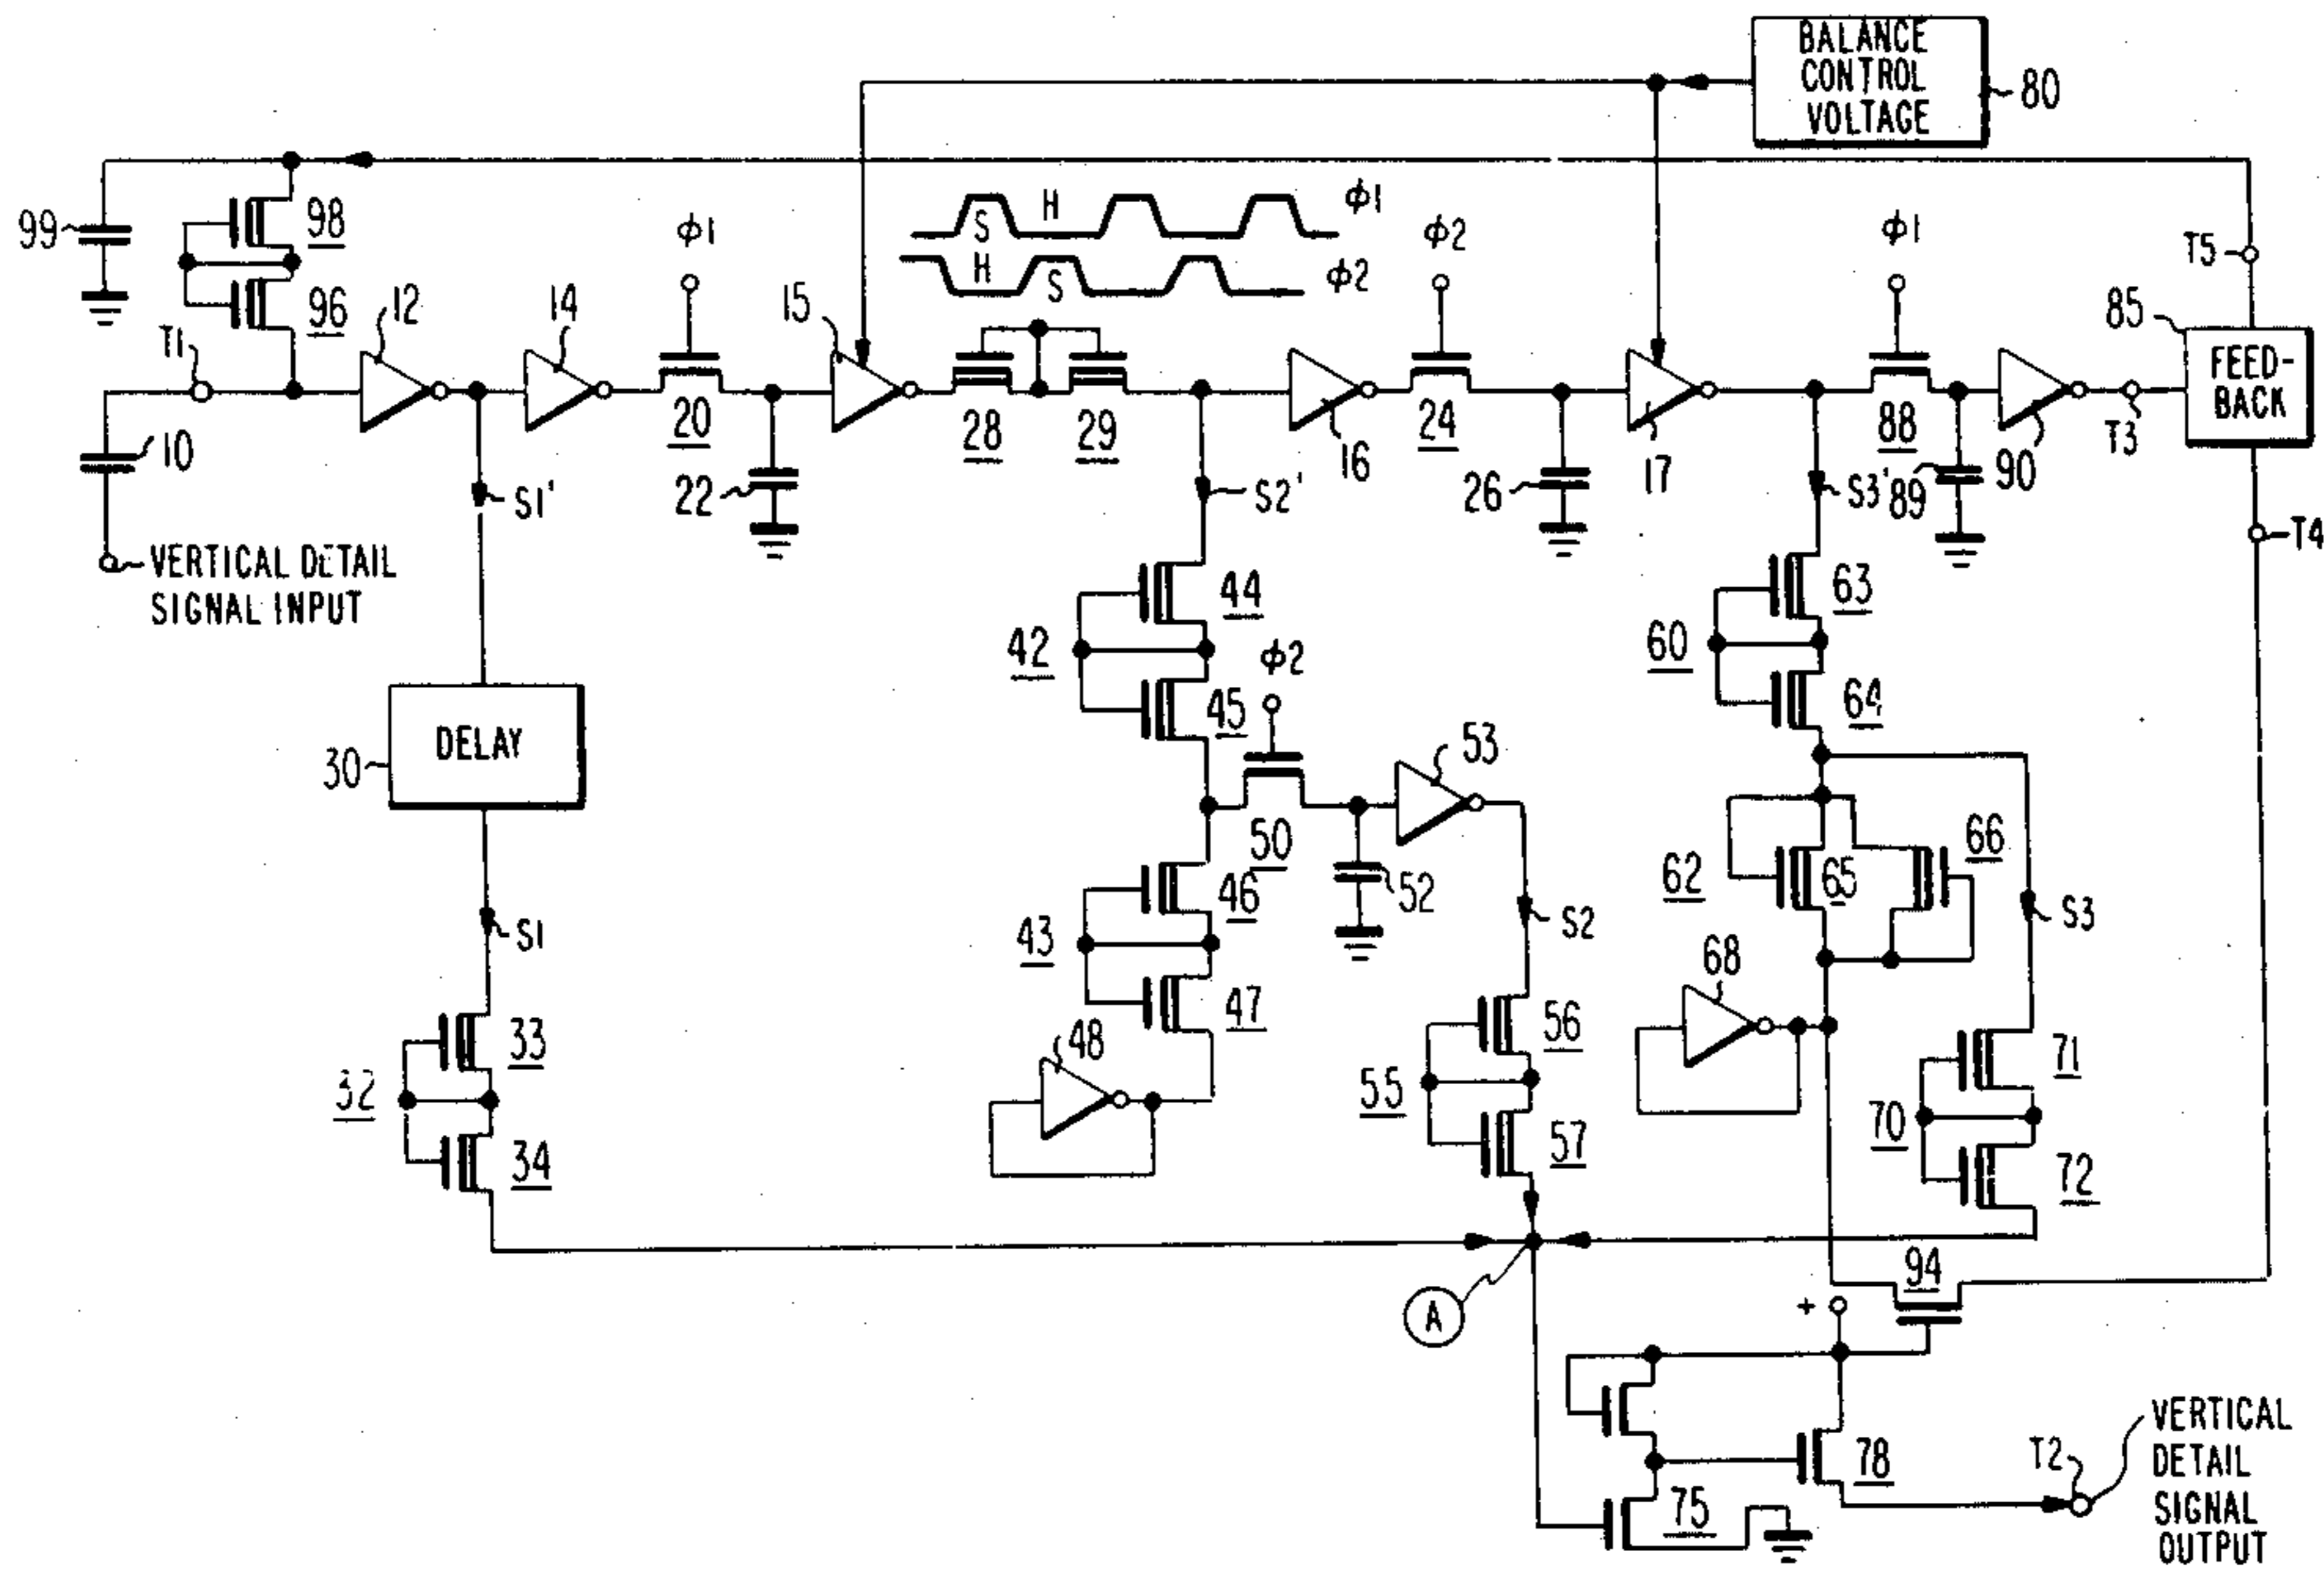 BALANCE
CONTROL
VOLTAGE
80
99
98
96
φ1
S H φ1
H S φ2
φ2
φ1
T5
85
FEED-
BACK
T1
12
14
15
10
20
22
28
29
16
24
26
17
88
89
90
T3
T4
S1'
S2'
S3'
VERTICAL DETAIL
SIGNAL INPUT
DELAY
30
S1
32
33
34
42
44
45
φ2
50
52
53
43
46
47
48
S2
55
56
57
60
63
64
62
65
66
68
S3
70
71
72
A
94
+
75
78
T2
VERTICAL
DETAIL
SIGNAL
OUTPUT